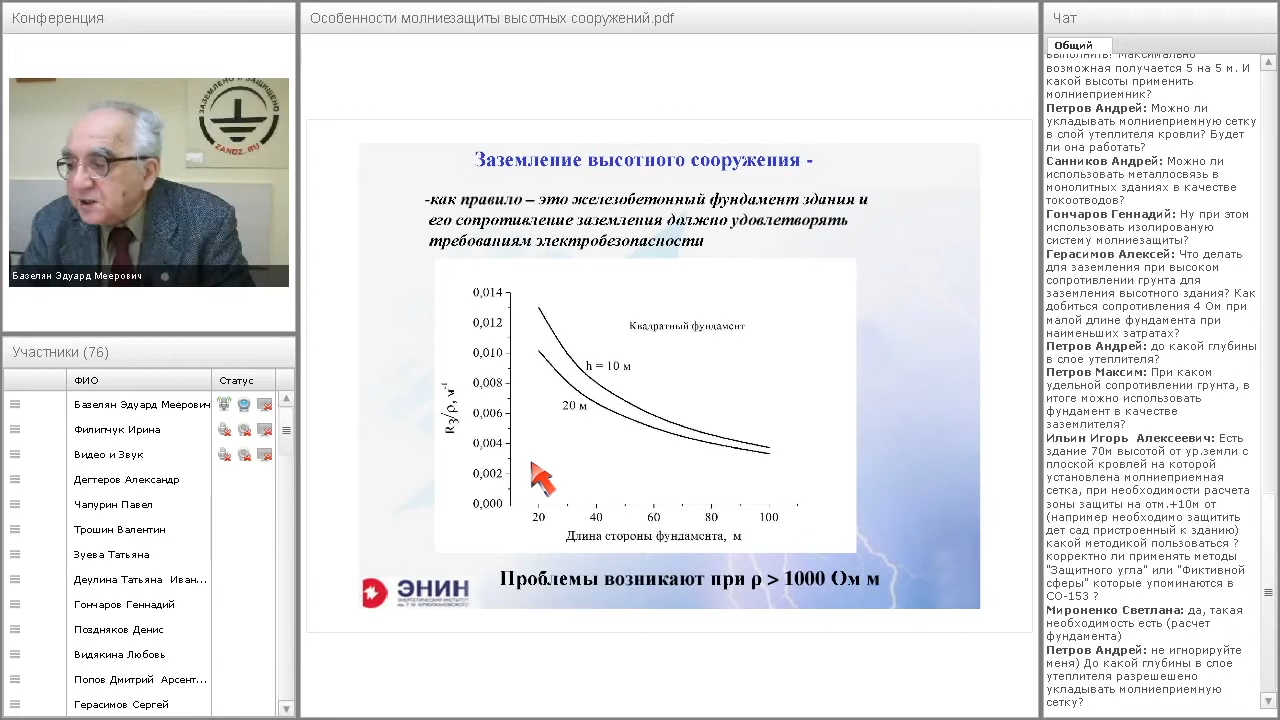 Конференция
ЗАЗЕМЛЕНО И ЗАЩИЩЕНО
ZANDZ.RU
Базелян Эдуард Меерович
Участники (76)
ФИО
Статус
Базелян Эдуард Меерович
Филипчук Ирина
Видео и Звук
Дегтеров Александр
Чапурин Павел
Трошин Валентин
Зуева Татьяна
Деулина Татьяна Иван...
Гончаров Геннадий
Поздняков Денис
Видякина Любовь
Попов Дмитрий Арсент...
Герасимов Сергей
Особенности молниезащиты высотных сооружений.pdf
Заземление высотного сооружения -
-как правило – это железобетонный фундамент здания и
его сопротивление заземления должно удовлетворять
требованиям электробезопасности
0,014
0,012
0,010
0,008
0,006
0,004
0,002
0,000
Rз/ρ, м⁻¹
Квадратный фундамент
h = 10 м
20 м
20 40 60 80 100
Длина стороны фундамента, м
Проблемы возникают при ρ > 1000 Ом м
ЭНИН
ЭНЕРГЕТИЧЕСКИЙ ИНСТИТУТ
им. Г.М. КРЖИЖАНОВСКОГО
Чат
Общий
выполнить? Максимально
возможная получается 5 на 5 м. И
какой высоты применить
молниеприемник?
Петров Андрей: Можно ли
укладывать молниеприемную сетку
в слой утеплителя кровли? Будет
ли она работать?
Санников Андрей: Можно ли
использовать металлосвязь в
монолитных зданиях в качестве
токоотводов?
Гончаров Геннадий: Ну при этом
использовать изолированую
систему молниезащиты?
Герасимов Алексей: Что делать
для заземления при высоком
сопротивлении грунта для
заземления высотного здания? Как
добиться сопротивления 4 Ом при
малой длине фундамента при
наименьших затратах?
Петров Андрей: до какой глубины
в слое утеплителя?
Петров Максим: При каком
удельной сопротивлении грунта, в
итоге можно использовать
фундамент в качестве
заземлителя?
Ильин Игорь Алексеевич: Есть
здание 70м высотой от ур.земли с
плоской кровлей на которой
установлена молниеприемная
сетка, при необходимости расчета
зоны защиты на отм.+10м от
(например необходимо защитить
дет сад пристроеный к зданию)
какой методикой пользоваться ?
корректно ли применять методы
"Защитного угла" или "Фиктивной
сферы" которые упоминаются в
СО-153 ?
Мироненко Светлана: да, такая
необходимость есть (расчет
фундамента)
Петров Андрей: не игнорируйте
меня) До какой глубины в слое
утеплителя разрешешено
укладывать молниеприемную
сетку?